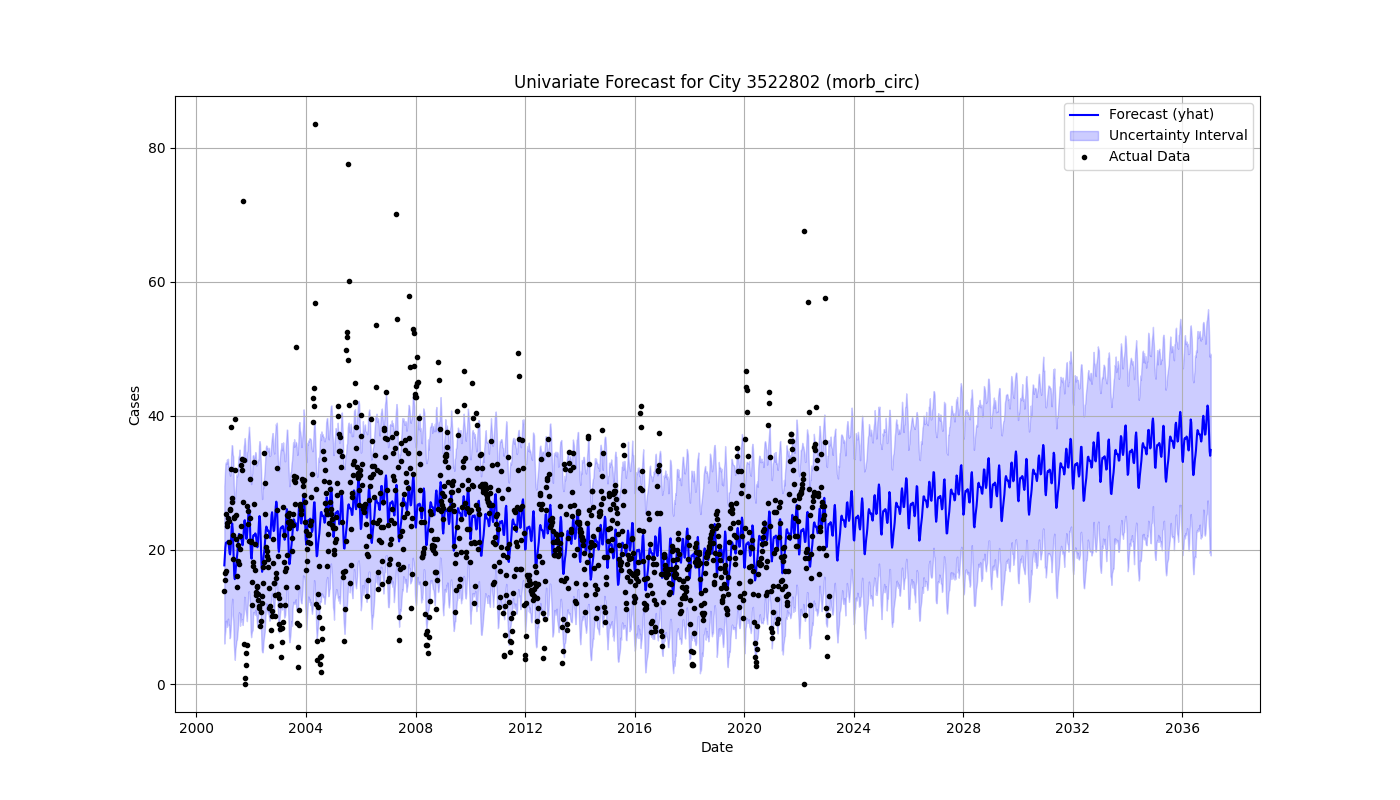 Univariate Forecast for City 3522802 (morb_circ)
Forecast (yhat)
Uncertainty Interval
Actual Data
Cases
80
60
40
20
0
2000 2004 2008 2012 2016 2020 2024 2028 2032 2036
Date